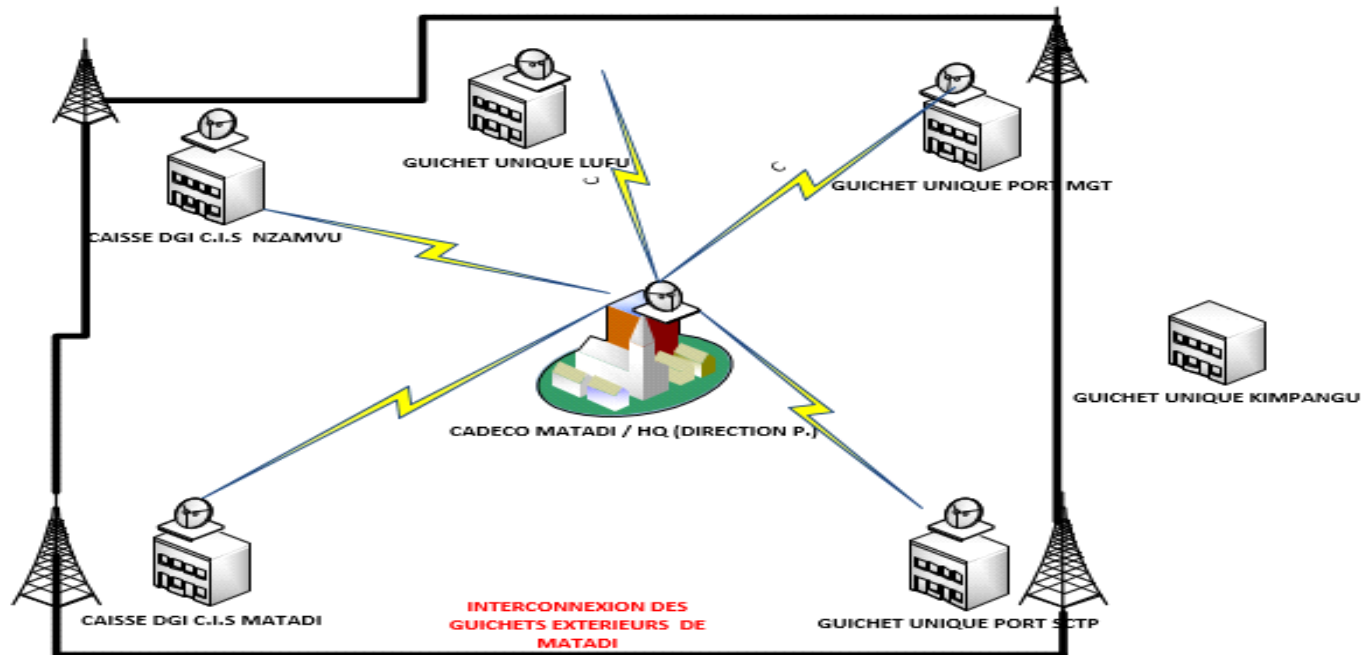 GUICHET UNIQUE LUFU
GUICHET UNIQUE PORT MGT
CAISSE DGI C.I.S NZAMVU
GUICHET UNIQUE KIMPANGU
CADECO MATADI / HQ (DIRECTION P.)
CAISSE DGI C.I.S MATADI
INTERCONNEXION DES
GUICHETS EXTERIEURS DE
MATADI
GUICHET UNIQUE PORT SCTP